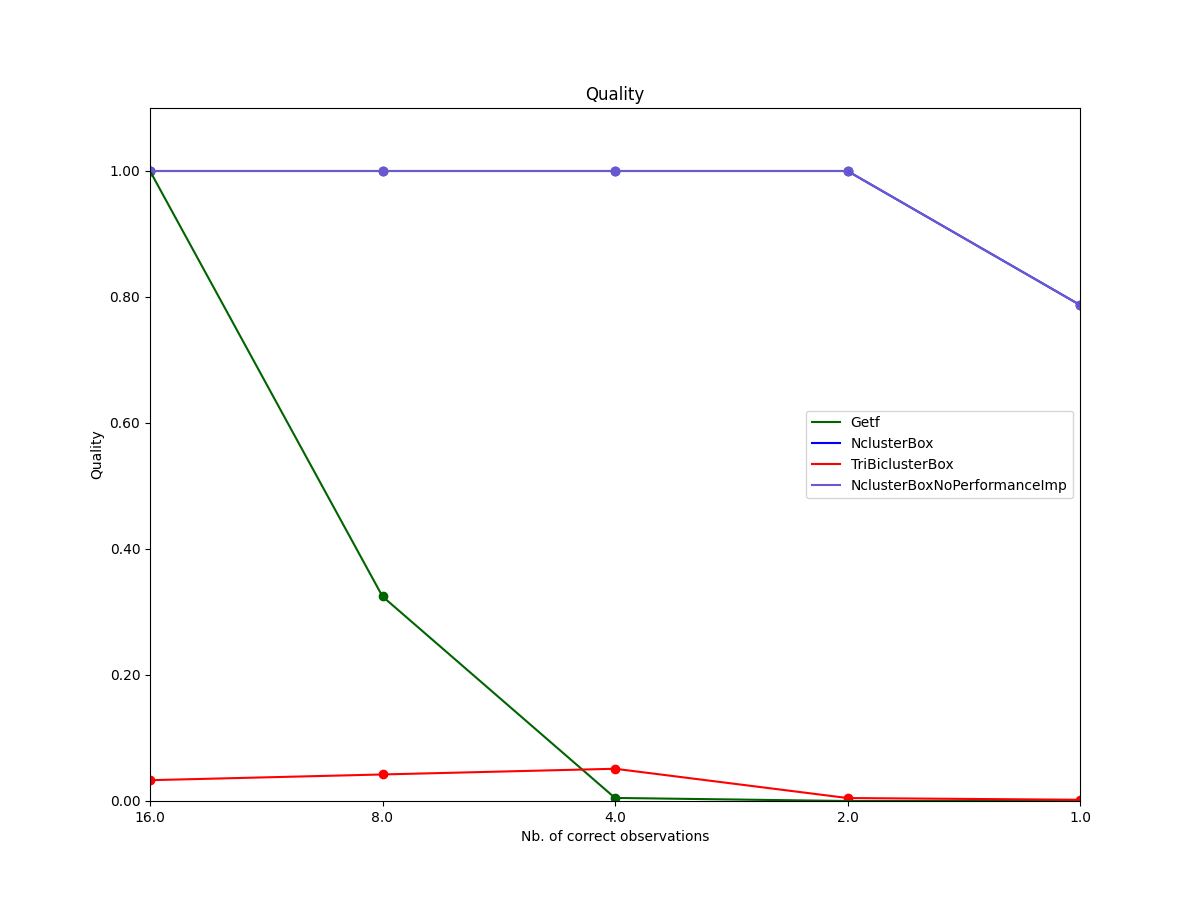 Quality
1.00
0.80
0.60
0.40
0.20
0.00
Quality
16.0 8.0 4.0 2.0 1.0
Nb. of correct observations
Getf
NclusterBox
TriBiclusterBox
NclusterBoxNoPerformanceImp